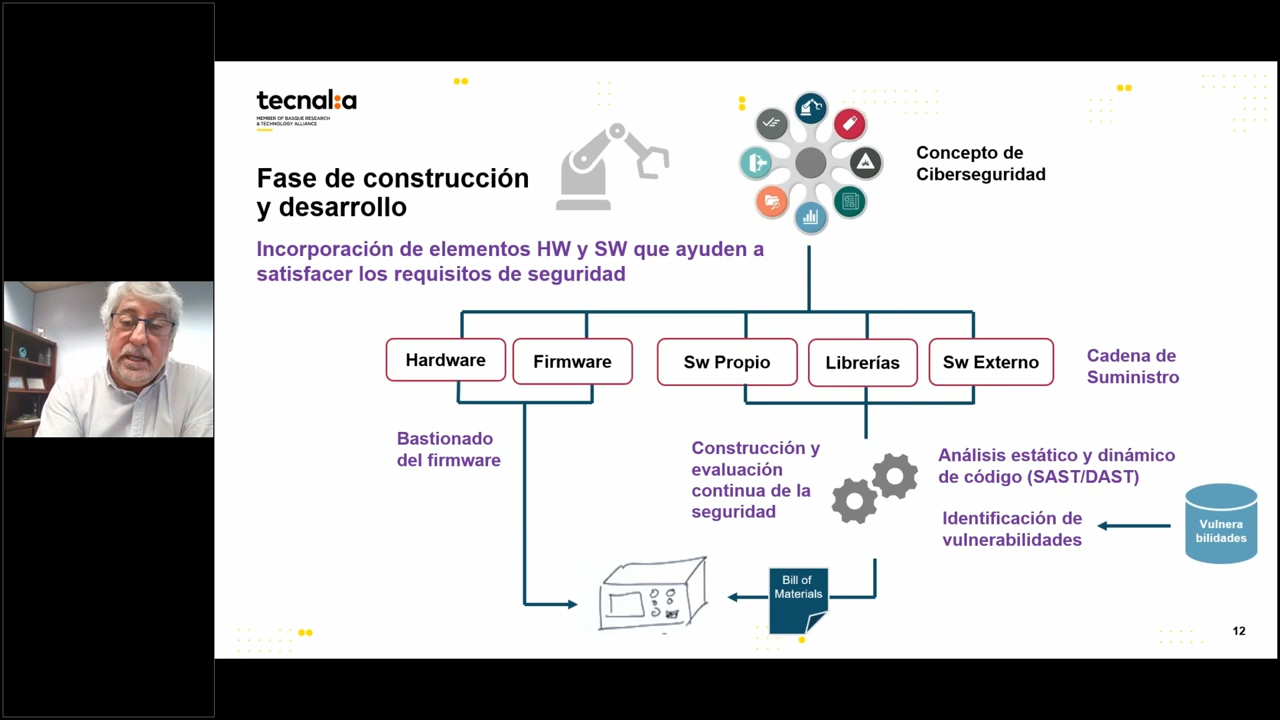 tecnal:a
MEMBER OF BASQUE RESEARCH
& TECHNOLOGY ALLIANCE
Fase de construcción
y desarrollo
Concepto de
Ciberseguridad
Incorporación de elementos HW y SW que ayuden a
satisfacer los requisitos de seguridad
Hardware
Firmware
Sw Propio
Librerías
Sw Externo
Cadena de
Suministro
Bastionado
del firmware
Construcción y
evaluación
continua de la
seguridad
Análisis estático y dinámico
de código (SAST/DAST)
Identificación de
vulnerabilidades
Vulnera
bilidades
Bill of
Materials
12